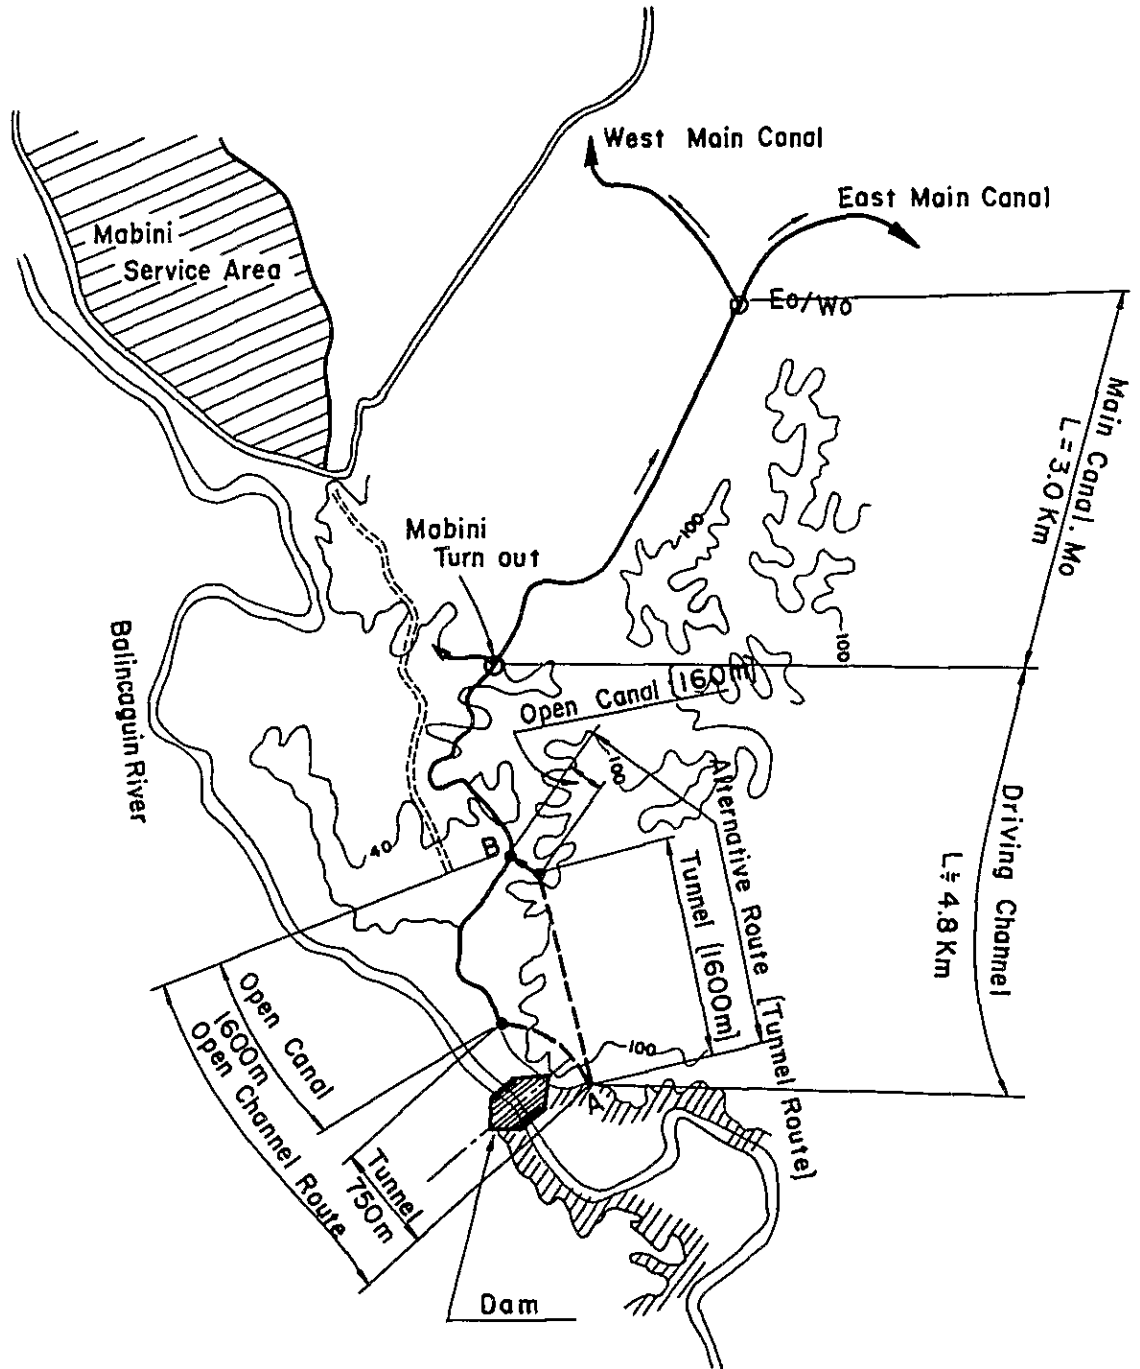 West Main Canal
East Main Canal
Mabini
Service Area
Eo/Wo
Main Canal. Mo
L = 3.0 Km
100
Mabini
Turn out
100
Open Canal (160m)
Balincaguin River
100
Driving Channel
L≒4.8 Km
Alternative Route (Tunnel Route)
Tunnel (1600m)
40
B
Open Canal
1600m
Open Channel Route
100
A
Tunnel
750m
Dam